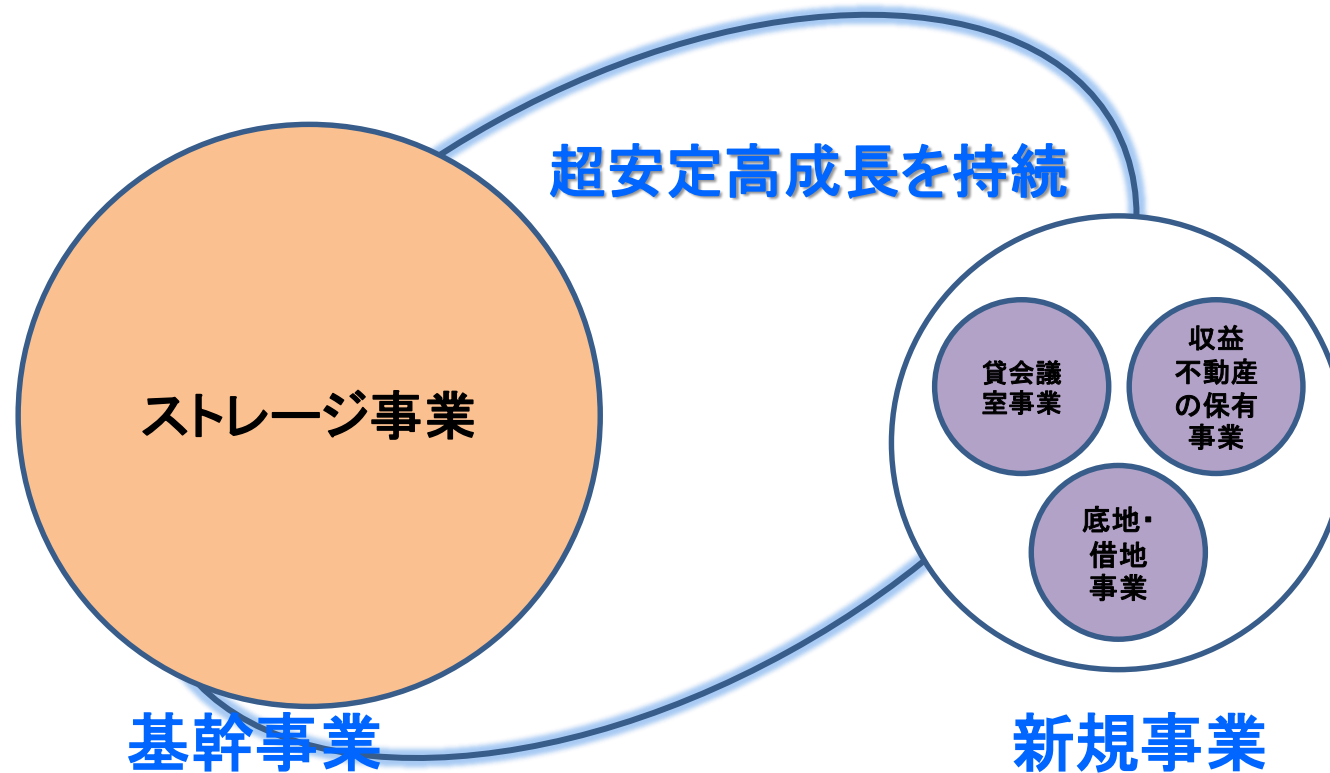 超安定高成長を持続
ストレージ事業
貸会議
室事業
収益
不動産
の保有
事業
底地・
借地
事業
基幹事業
新規事業